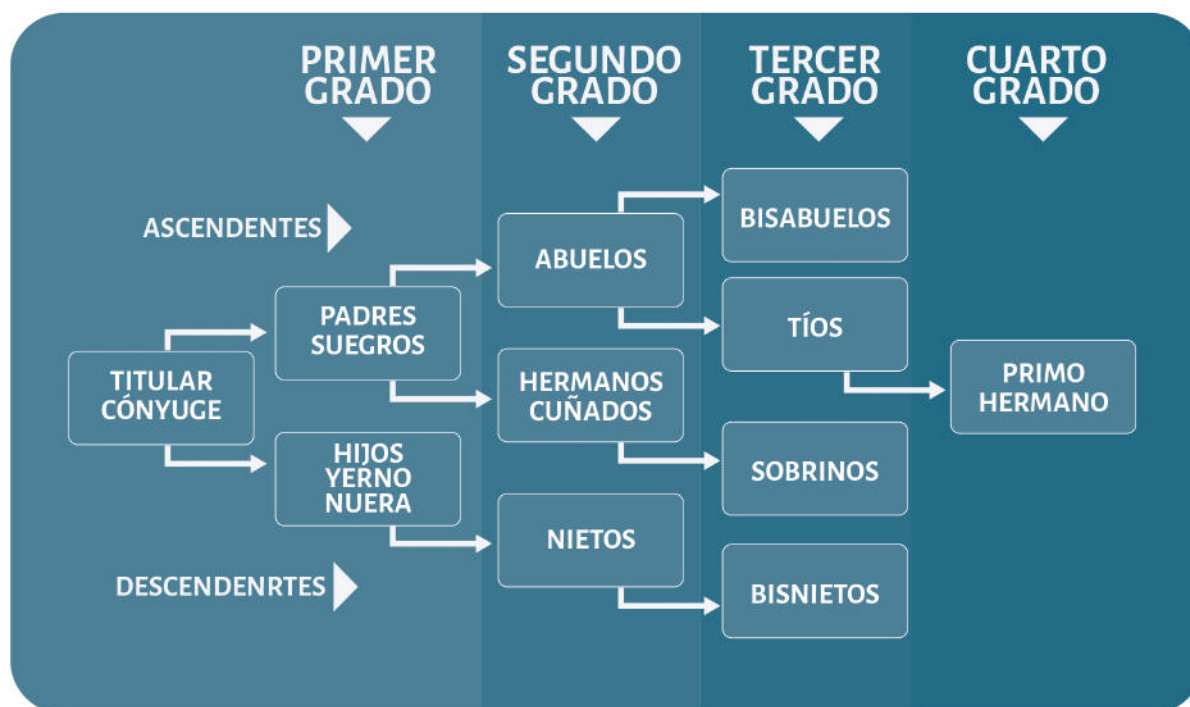 PRIMER
GRADO
SEGUNDO
GRADO
TERCER
GRADO
CUARTO
GRADO
ASCENDENTES
TITULAR
CÓNYUGE
PADRES
SUEGROS
HIJOS
YERNO
NUERA
DESCENDENRTES
ABUELOS
HERMANOS
CUÑADOS
NIETOS
BISABUELOS
TÍOS
SOBRINOS
BISNIETOS
PRIMO
HERMANO